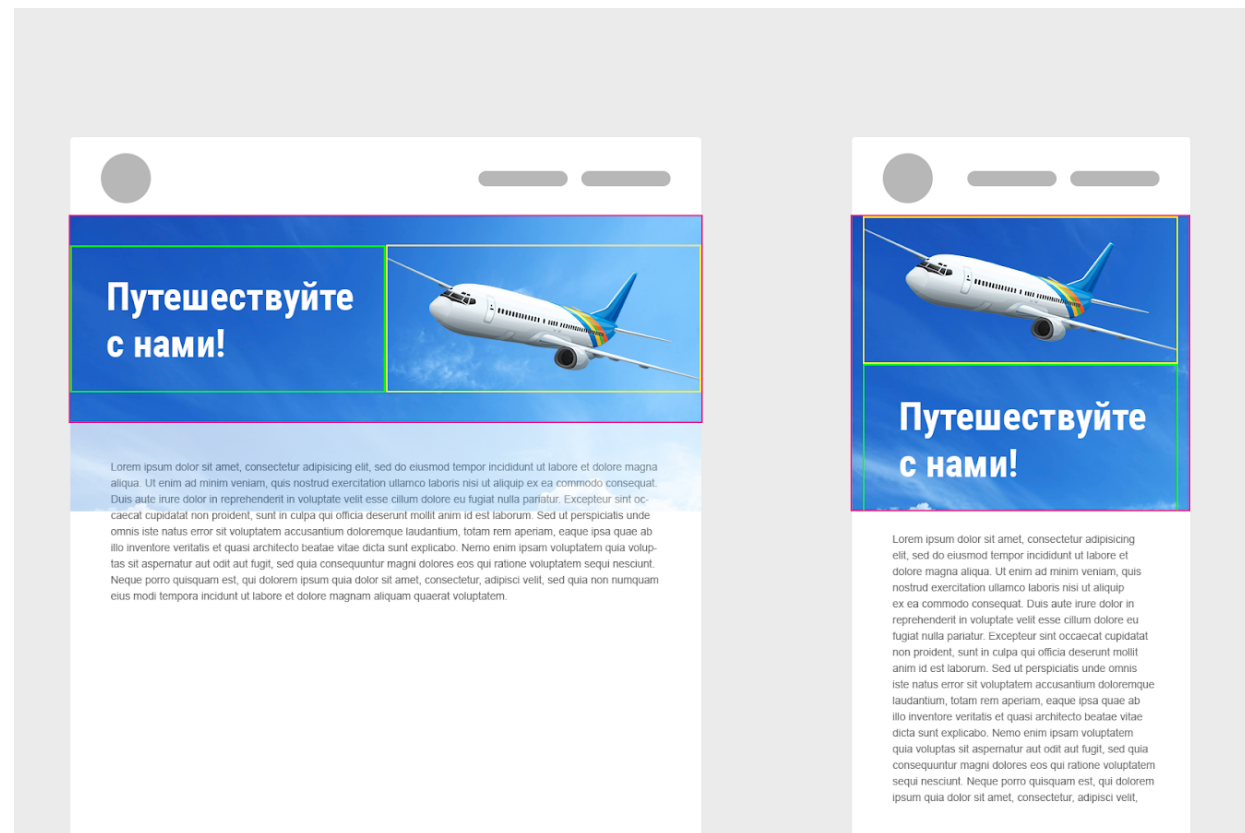 Путешествуйте
с нами!
Lorem ipsum dolor sit amet, consectetur adipisicing elit, sed do eiusmod tempor incididunt ut labore et dolore magna
aliqua. Ut enim ad minim veniam, quis nostrud exercitation ullamco laboris nisi ut aliquip ex ea commodo consequat.
Duis aute irure dolor in reprehenderit in voluptate velit esse cillum dolore eu fugiat nulla pariatur. Excepteur sint oc-
caecat cupidatat non proident, sunt in culpa qui officia deserunt mollit anim id est laborum. Sed ut perspiciatis unde
omnis iste natus error sit voluptatem accusantium doloremque laudantium, totam rem aperiam, eaque ipsa quae ab
illo inventore veritatis et quasi architecto beatae vitae dicta sunt explicabo. Nemo enim ipsam voluptatem quia volup-
tas sit aspernatur aut odit aut fugit, sed quia consequuntur magni dolores eos qui ratione voluptatem sequi nesciunt.
Neque porro quisquam est, qui dolorem ipsum quia dolor sit amet, consectetur, adipisci velit, sed quia non numquam
eius modi tempora incidunt ut labore et dolore magnam aliquam quaerat voluptatem.
Путешествуйте
с нами!
Lorem ipsum dolor sit amet, consectetur adipisicing
elit, sed do eiusmod tempor incididunt ut labore et
dolore magna aliqua. Ut enim ad minim veniam, quis
nostrud exercitation ullamco laboris nisi ut aliquip
ex ea commodo consequat. Duis aute irure dolor in
reprehenderit in voluptate velit esse cillum dolore eu
fugiat nulla pariatur. Excepteur sint occaecat cupidatat
non proident, sunt in culpa qui officia deserunt mollit
anim id est laborum. Sed ut perspiciatis unde omnis
iste natus error sit voluptatem accusantium doloremque
laudantium, totam rem aperiam, eaque ipsa quae ab
illo inventore veritatis et quasi architecto beatae vitae
dicta sunt explicabo. Nemo enim ipsam voluptatem
quia voluptas sit aspernatur aut odit aut fugit, sed quia
consequuntur magni dolores eos qui ratione voluptatem
sequi nesciunt. Neque porro quisquam est, qui dolorem
ipsum quia dolor sit amet, consectetur, adipisci velit,